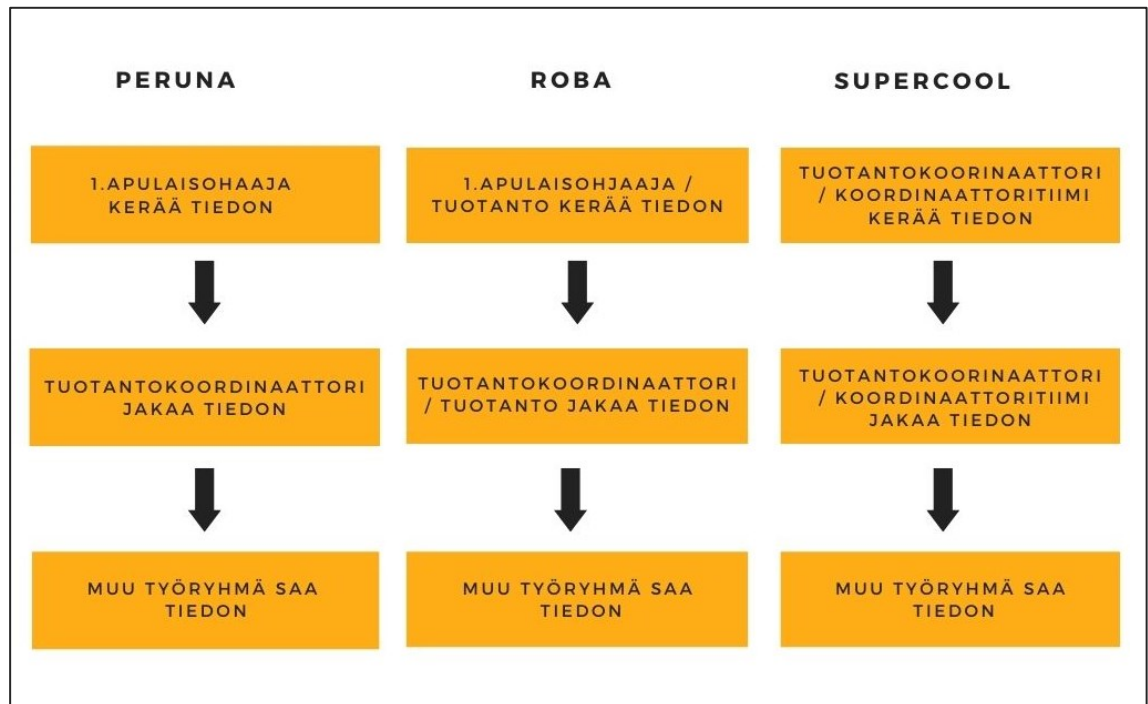 PERUNA
1.APULAISOHAAJA
KERÄÄ TIEDON
TUOTANTOKOORDINAATTORI
JAKAA TIEDON
MUU TYÖRYHMÄ SAA
TIEDON
ROBA
1.APULAISOHJAAJA /
TUOTANTO KERÄÄ TIEDON
TUOTANTOKOORDINAATTORI
/ TUOTANTO JAKAA TIEDON
MUU TYÖRYHMÄ SAA
TIEDON
SUPERCOOL
TUOTANTOKOORINAATTORI
/ KOORDINAATTORITIIMI
KERÄÄ TIEDON
TUOTANTOKOORINAATTORI
/ KOORDINAATTORITIIMI
JAKAA TIEDON
MUU TYÖRYHMÄ SAA
TIEDON